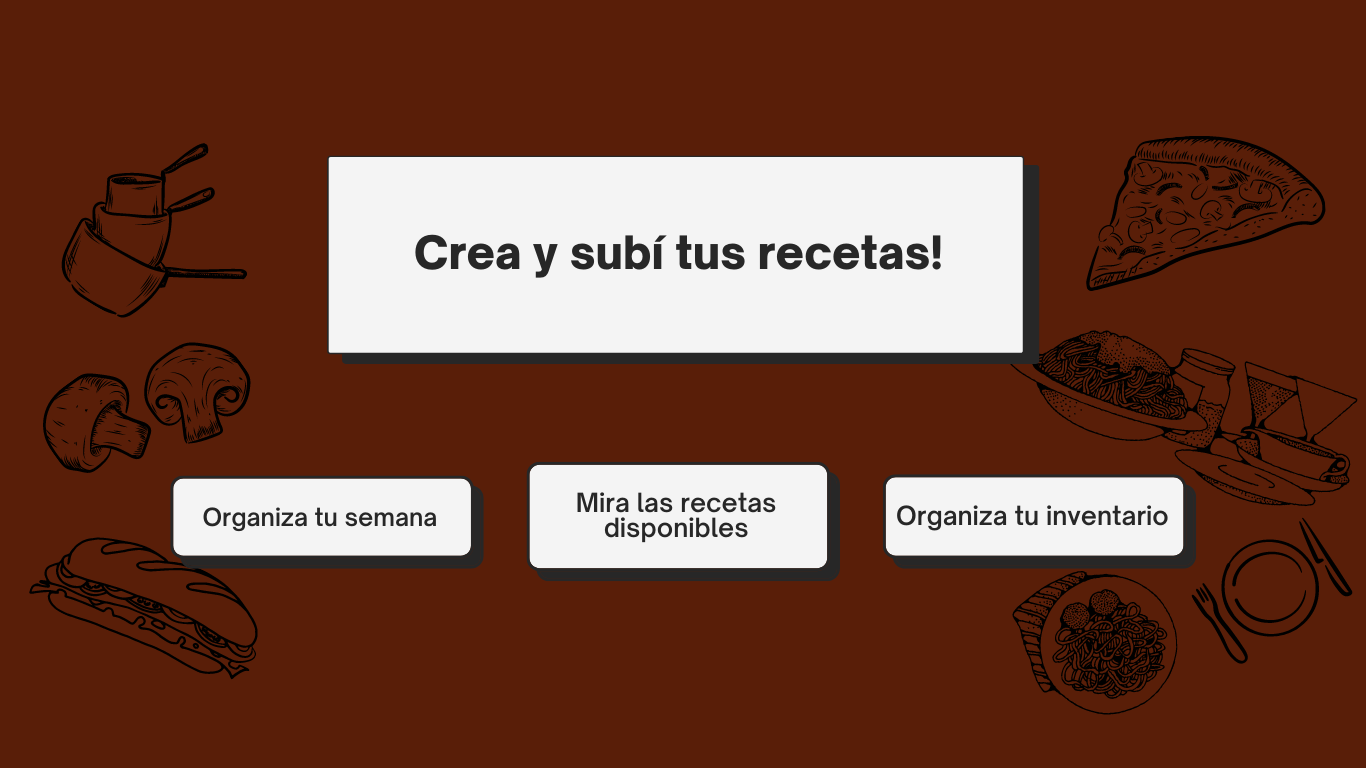 Crea y subí tus recetas!
Organiza tu semana
Mira las recetas
disponibles
Organiza tu inventario